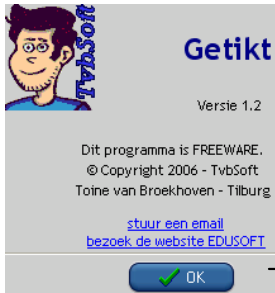 TvbSoft
Getikt
Versie 1.2
Dit programma is FREEWARE.
© Copyright 2006 - TvbSoft
Toine van Broekhoven - Tilburg
stuur een email
bezoek de website EDUSOFT
OK